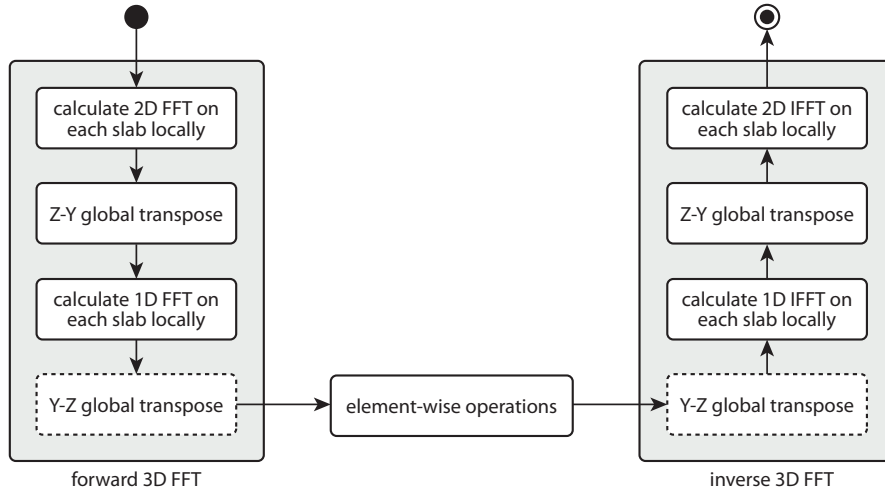 calculate 2D FFT on
each slab locally
Z-Y global transpose
calculate 1D FFT on
each slab locally
Y-Z global transpose
forward 3D FFT
element-wise operations
calculate 2D IFFT on
each slab locally
Z-Y global transpose
calculate 1D IFFT on
each slab locally
Y-Z global transpose
inverse 3D FFT